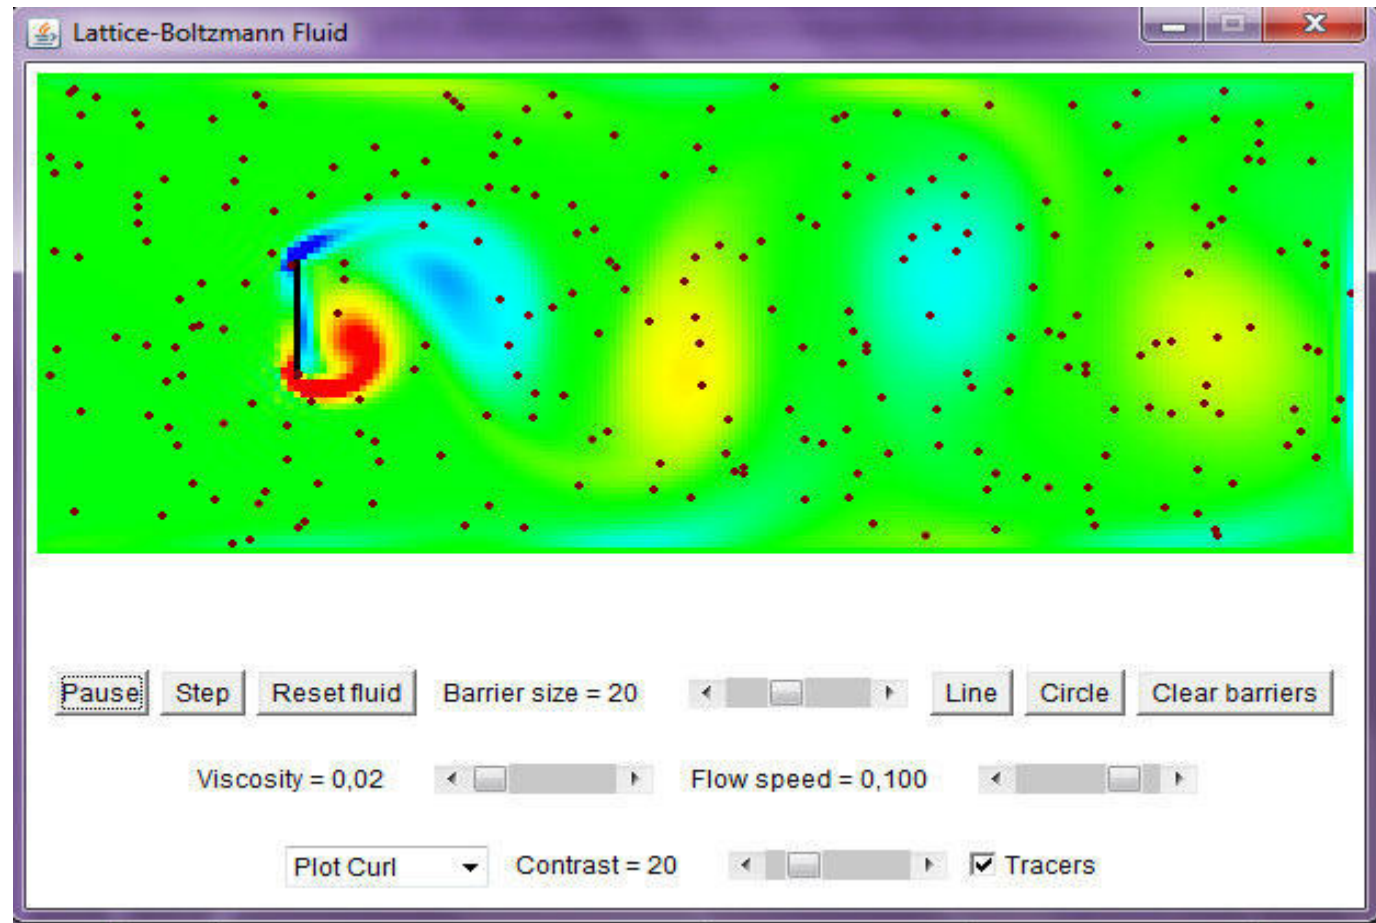 Lattice-Boltzmann Fluid
Pause Step Reset fluid Barrier size = 20 Line Circle Clear barriers
Viscosity = 0,02 Flow speed = 0,100
Plot Curl Contrast = 20 Tracers